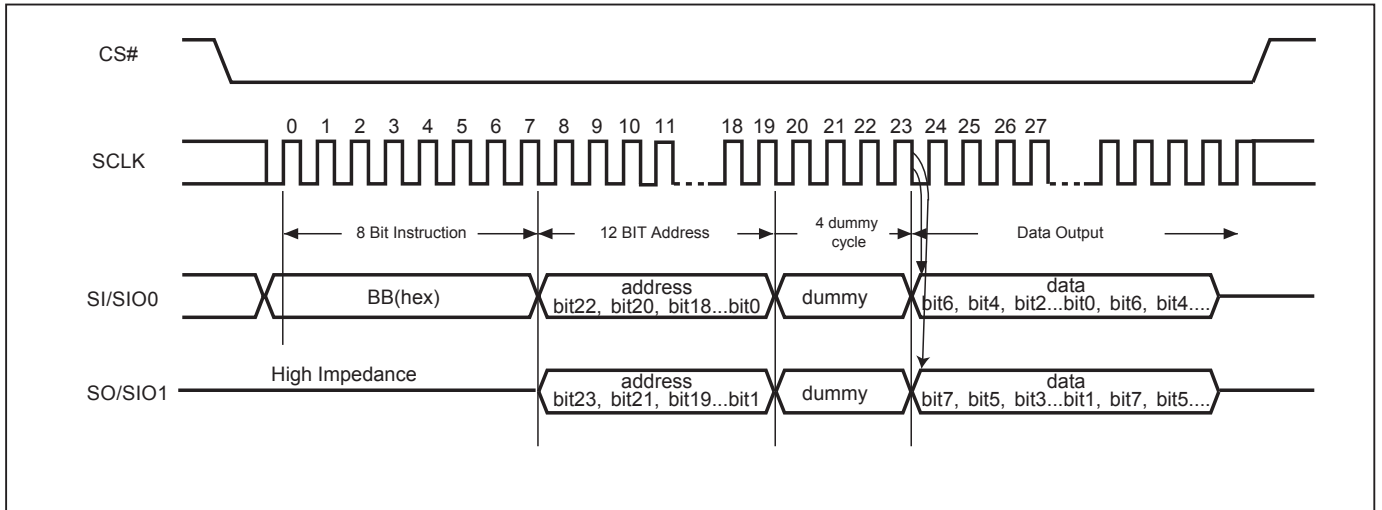 CS#
0 1 2 3 4 5 6 7 8 9 10 11 18 19 20 21 22 23 24 25 26 27
SCLK
8 Bit Instruction
12 BIT Address
4 dummy
cycle
Data Output
SI/SIO0
BB(hex)
address
bit22, bit20, bit18...bit0
dummy
data
bit6, bit4, bit2...bit0, bit6, bit4....
SO/SIO1
High Impedance
address
bit23, bit21, bit19...bit1
dummy
data
bit7, bit5, bit3...bit1, bit7, bit5....